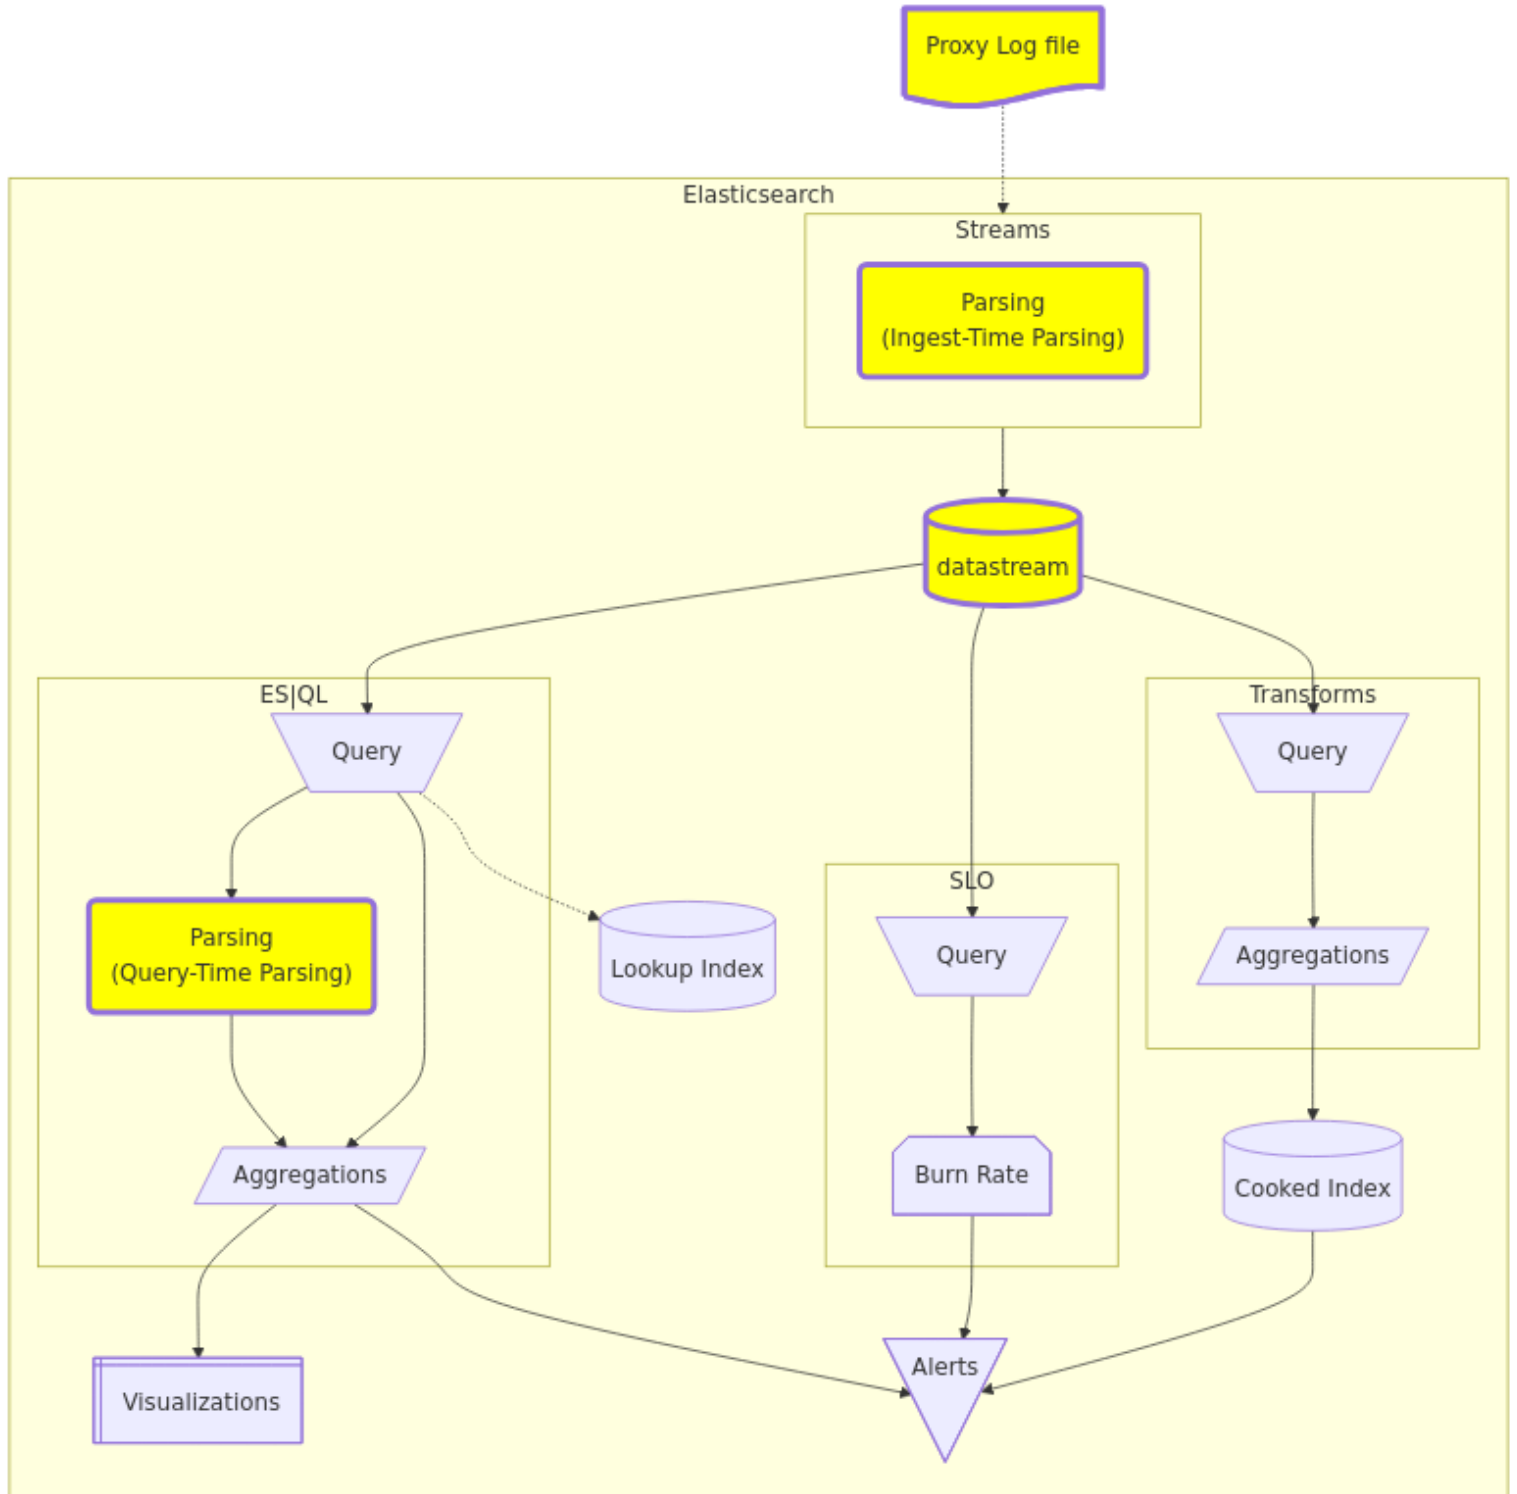 Proxy Log file
Elasticsearch
Streams
Parsing
(Ingest-Time Parsing)
datastream
ES|QL
Query
Parsing
(Query-Time Parsing)
Aggregations
Lookup Index
SLO
Query
Burn Rate
Transforms
Query
Aggregations
Cooked Index
Visualizations
Alerts